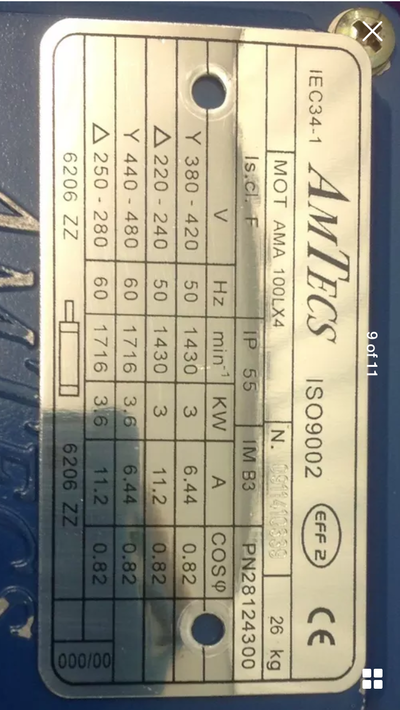 IEC34-1 AMTECS ISO9002 EFF2 CE
MOT AMA 100LX4 N. 26 kg
Is.cl. F IP 55 IM B3 PN28124300
V Hz min-1 KW A COSφ
Y 380 - 420 50 1430 3 6.44 0.82
Δ 220 - 240 50 1430 3 11.2 0.82
Y 440 - 480 60 1716 3.6 6.44 0.82
Δ 250 - 280 60 1716 3.6 11.2 0.82
6206 ZZ 6206 ZZ 000/00
9 of 11